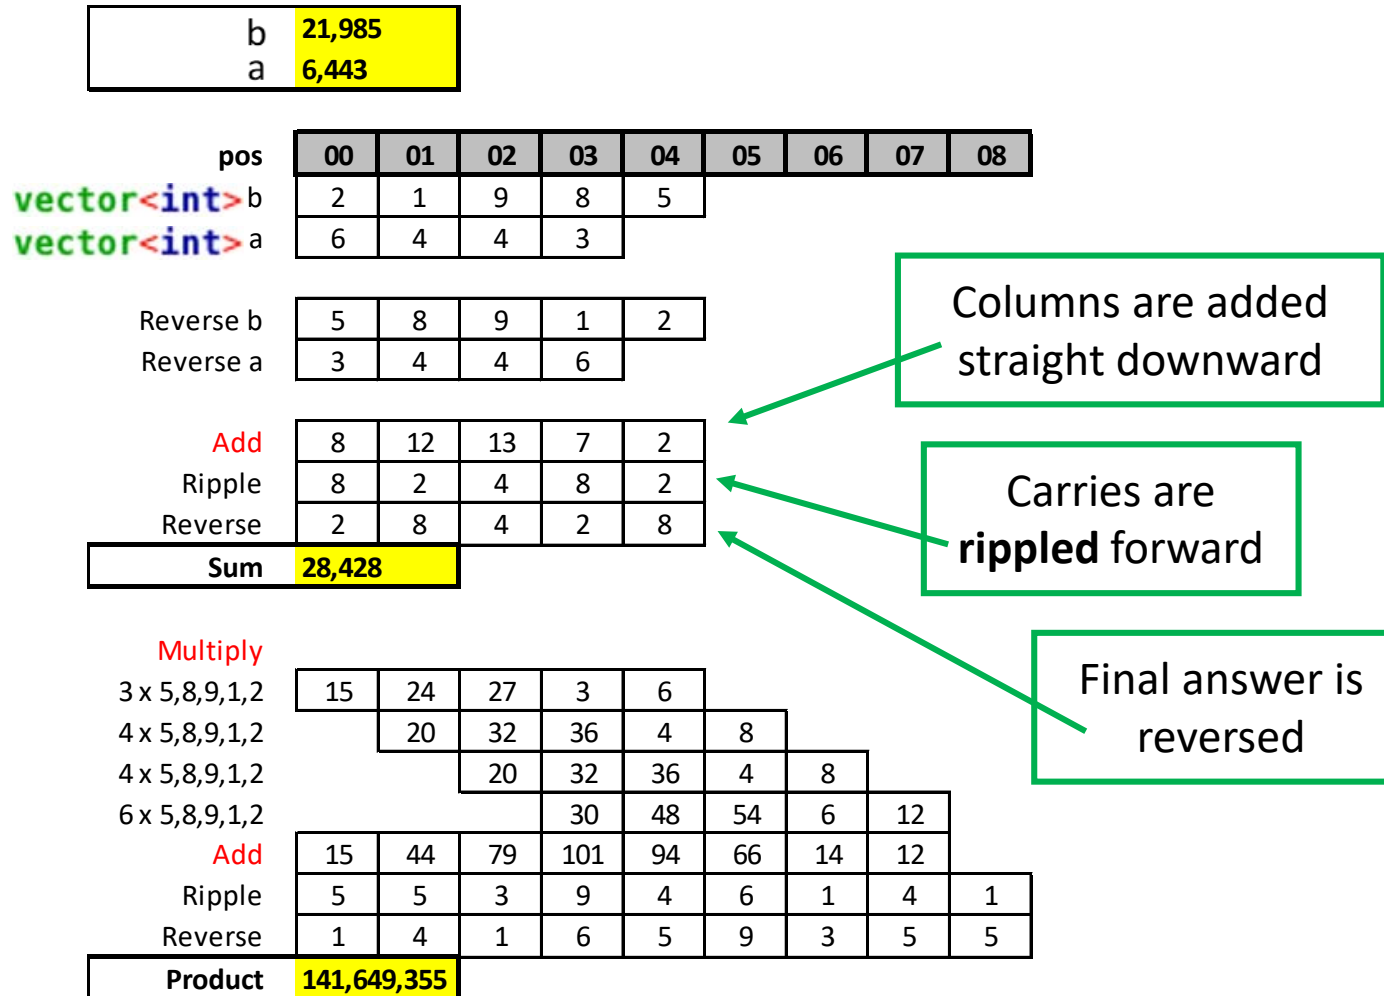 b 21,985
a 6,443
pos 00 01 02 03 04 05 06 07 08
vector<int> b 2 1 9 8 5
vector<int> a 6 4 4 3
Reverse b 5 8 9 1 2
Reverse a 3 4 4 6
Columns are added
straight downward
Add 8 12 13 7 2
Ripple 8 2 4 8 2
Reverse 2 8 4 2 8
Sum 28,428
Carries are
rippled forward
Final answer is
reversed
Multiply
3 x 5,8,9,1,2 15 24 27 3 6
4 x 5,8,9,1,2 20 32 36 4 8
4 x 5,8,9,1,2 20 32 36 4 8
6 x 5,8,9,1,2 30 48 54 6 12
Add 15 44 79 101 94 66 14 12
Ripple 5 5 3 9 4 6 1 4 1
Reverse 1 4 1 6 5 9 3 5 5
Product 141,649,355